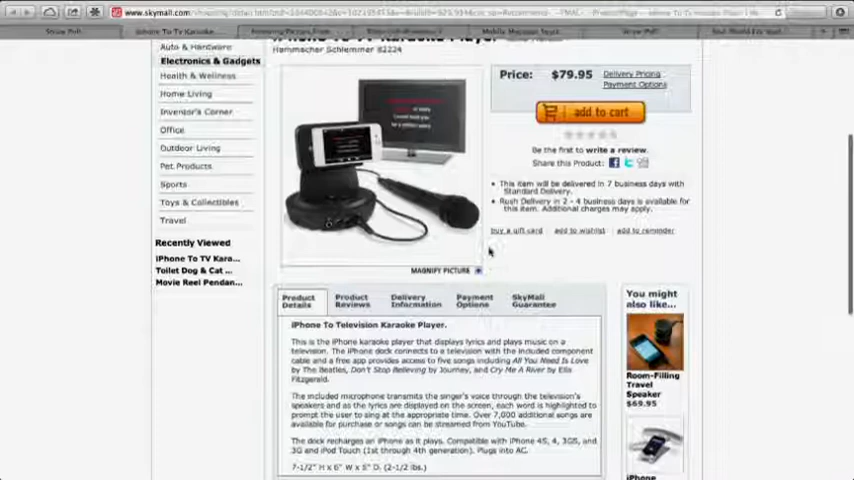 www.skymall.com
iPhone To TV Karaoke Player
Hammacher Schlemmer 82224
Auto & Hardware
Electronics & Gadgets
Health & Wellness
Home Living
Inventor's Corner
Office
Outdoor Living
Pet Products
Sports
Toys & Collectibles
Travel
Recently Viewed
iPhone To TV Kara...
Toilet Dog & Cat ...
Movie Reel Pendan...
MAGNIFY PICTURE
Price: $79.95
Delivery Pricing
Payment Options
add to cart
Be the first to write a review.
Share this Product:
This item will be delivered in 7 business days with
Standard Delivery.
Rush Delivery in 2 - 4 business days is available for
this item. Additional charges may apply.
buy a gift card add to wishlist add to reminder
Product Details
Product Reviews
Delivery Information
Payment Options
SkyMall Guarantee
iPhone To Television Karaoke Player.
This is the iPhone karaoke player that displays lyrics and plays music on a
television. The iPhone dock connects to a television with the included component
cable and a free app provides access to five songs including All You Need Is Love
by The Beatles, Don't Stop Believing by Journey, and Cry Me A River by Ella
Fitzgerald.
The included microphone transmits the singer's voice through the television's
speakers and as the lyrics are displayed on the screen, each word is highlighted to
prompt the user to sing at the appropriate time. Over 7,000 additional songs are
available for purchase or songs can be streamed from YouTube.
The dock recharges an iPhone as it plays. Compatible with iPhone 4S, 4, 3GS, and
3G and iPod Touch (1st through 4th generation). Plugs into AC.
7-1/2" H x 6" W x 5" D. (2-1/2 lbs.)
You might
also like...
Room-Filling
Travel
Speaker
$69.95
iPhone